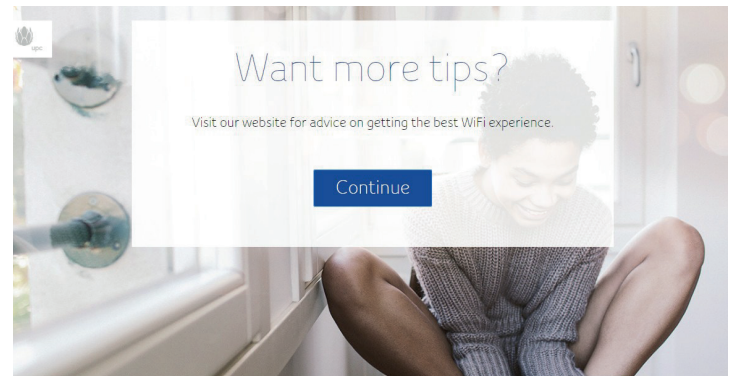 upc
Want more tips?
Visit our website for advice on getting the best WiFi experience.
Continue